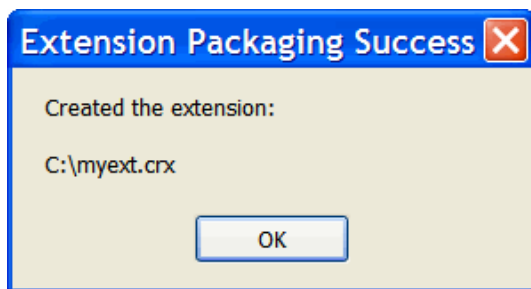 Extension Packaging Success
Created the extension:
C:\myext.crx
OK